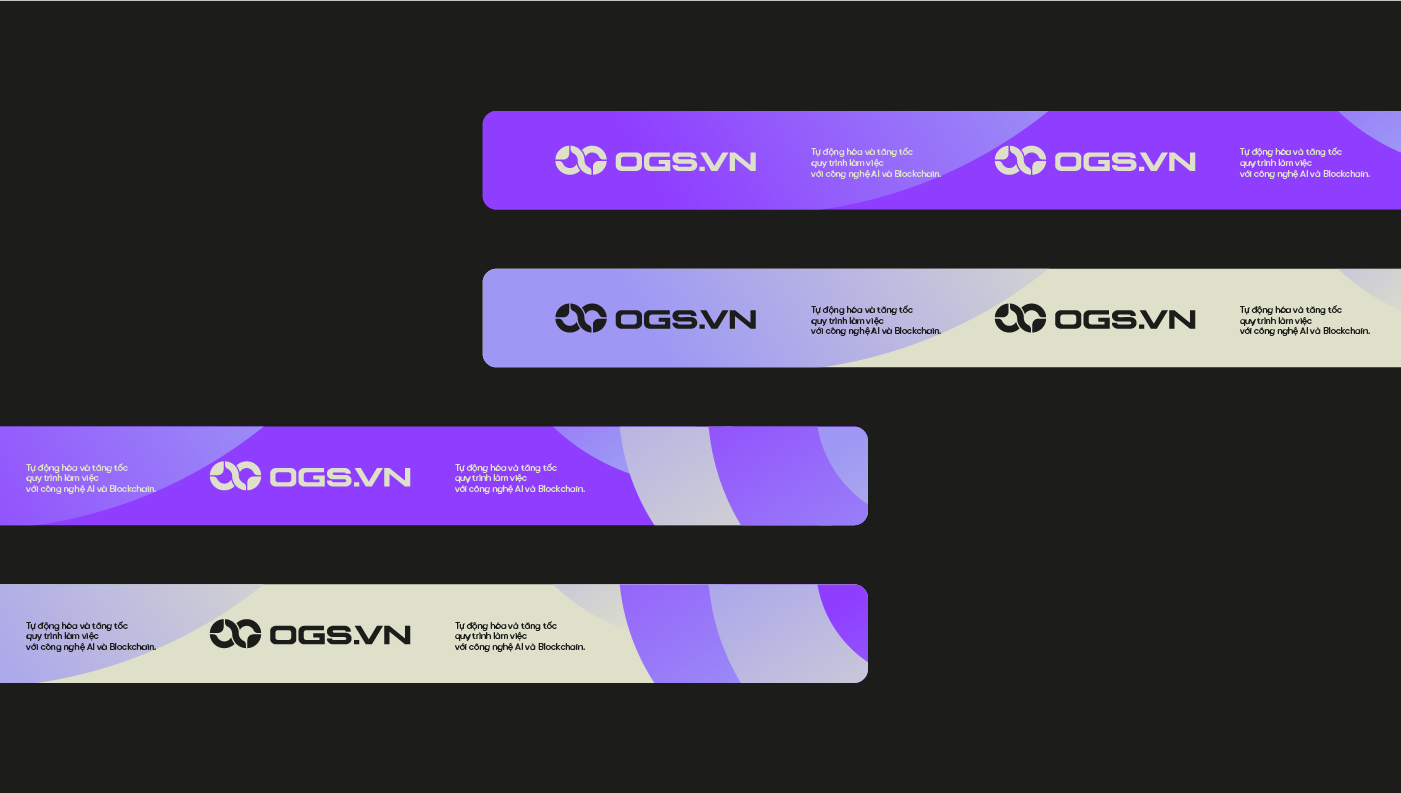 OGS.VN
Tự động hóa và tăng tốc
quy trình làm việc
với công nghệ AI và Blockchain.
OGS.VN
Tự động hóa và tăng tốc
quy trình làm việc
với công nghệ AI và Blockchain.
OGS.VN
Tự động hóa và tăng tốc
quy trình làm việc
với công nghệ AI và Blockchain.
OGS.VN
Tự động hóa và tăng tốc
quy trình làm việc
với công nghệ AI và Blockchain.
Tự động hóa và tăng tốc
quy trình làm việc
với công nghệ AI và Blockchain.
OGS.VN
Tự động hóa và tăng tốc
quy trình làm việc
với công nghệ AI và Blockchain.
Tự động hóa và tăng tốc
quy trình làm việc
với công nghệ AI và Blockchain.
OGS.VN
Tự động hóa và tăng tốc
quy trình làm việc
với công nghệ AI và Blockchain.